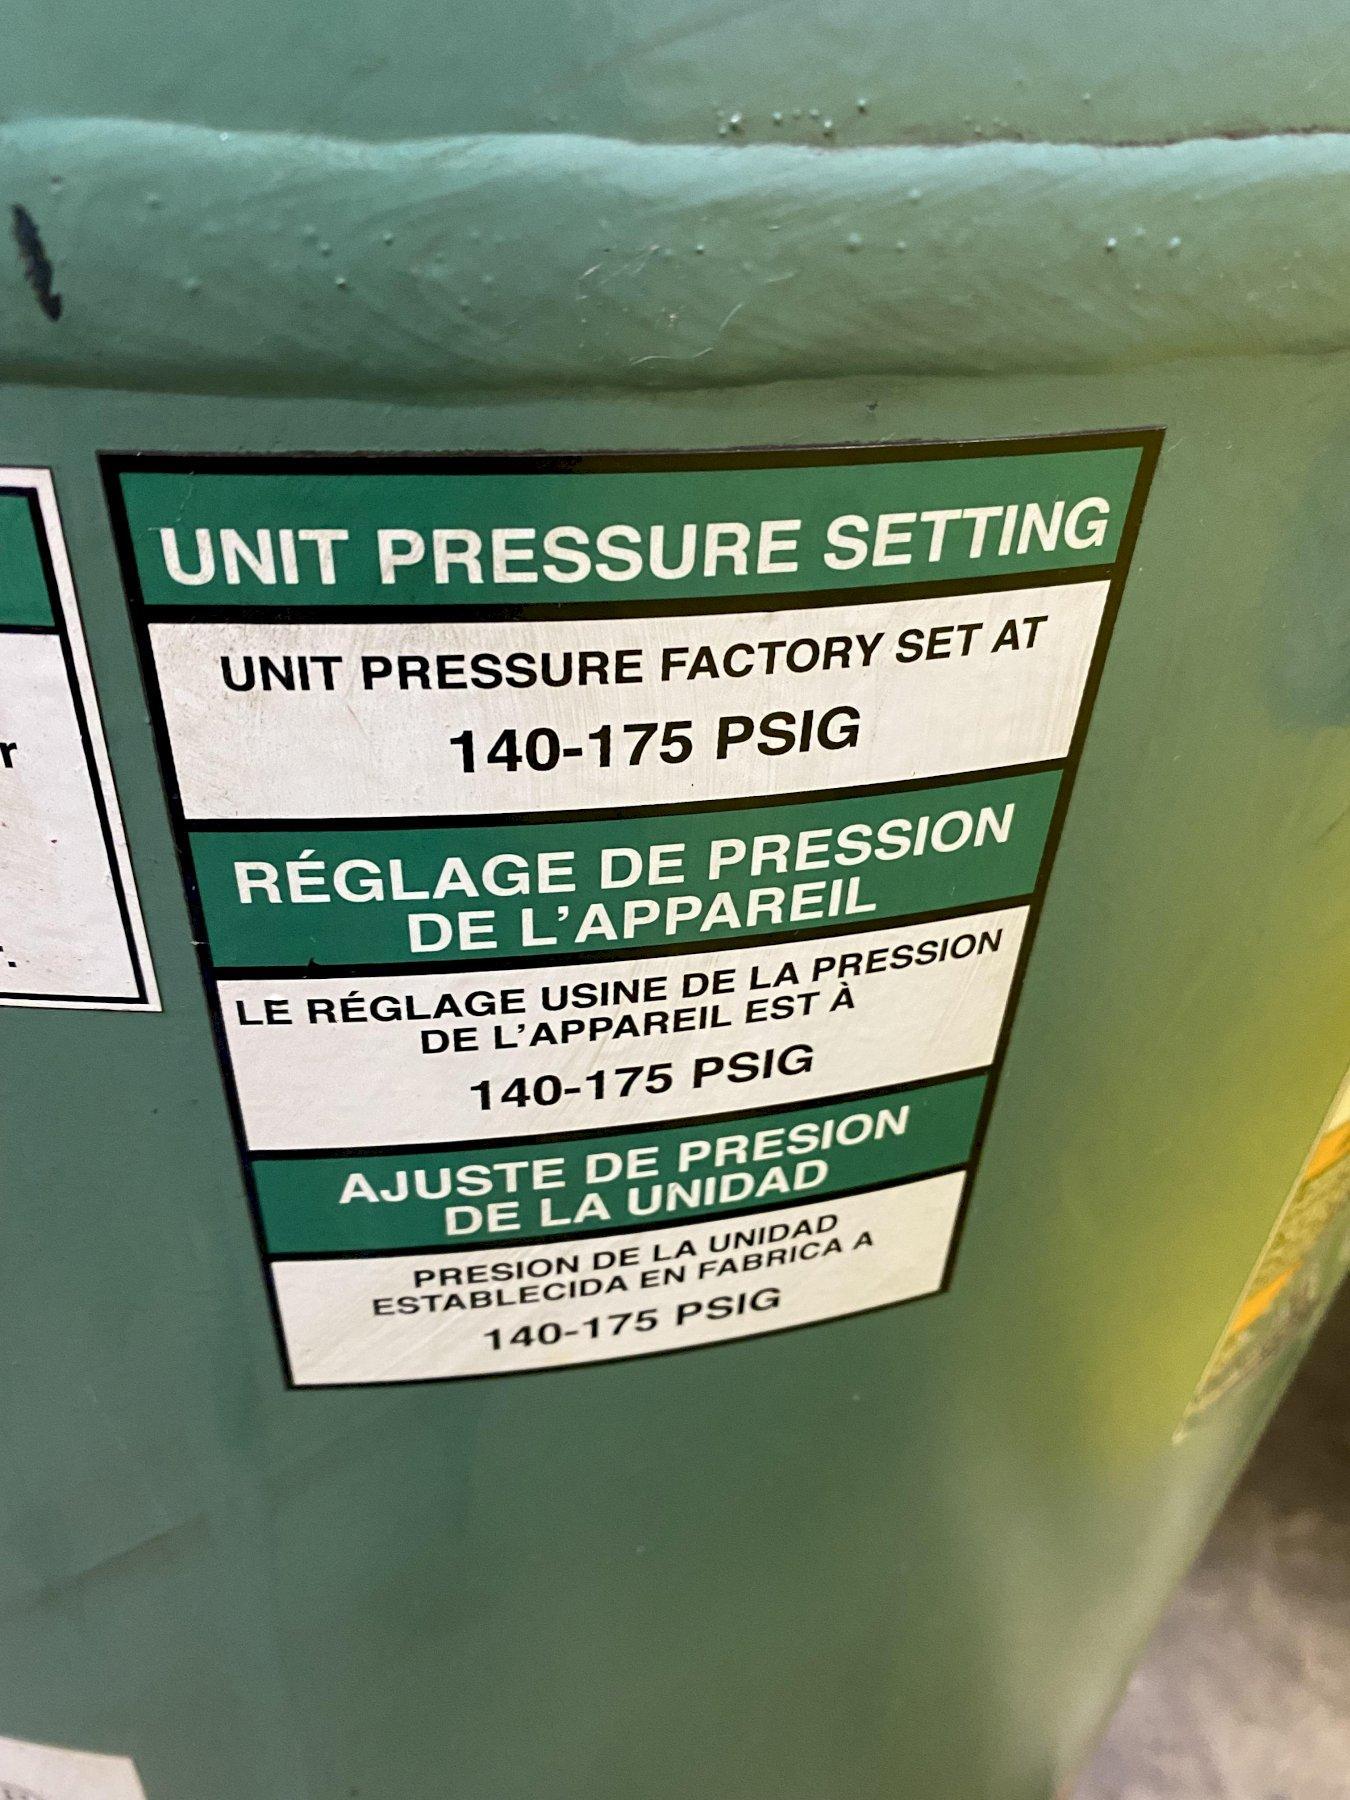 UNIT PRESSURE SETTING
UNIT PRESSURE FACTORY SET AT
140-175 PSIG
RÉGLAGE DE PRESSION
DE L'APPAREIL
LE RÉGLAGE USINE DE LA PRESSION
DE L'APPAREIL EST À
140-175 PSIG
AJUSTE DE PRESION
DE LA UNIDAD
PRESION DE LA UNIDAD
ESTABLECIDA EN FABRICA A
140-175 PSIG